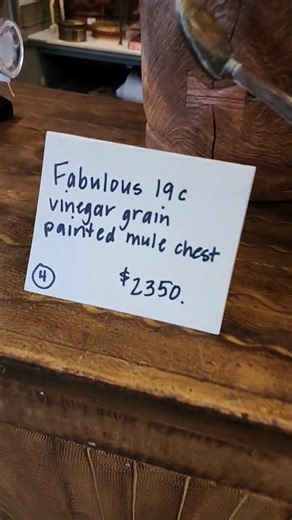 Fabulous 19c
vinegar grain
painted mule chest
4
$2350.